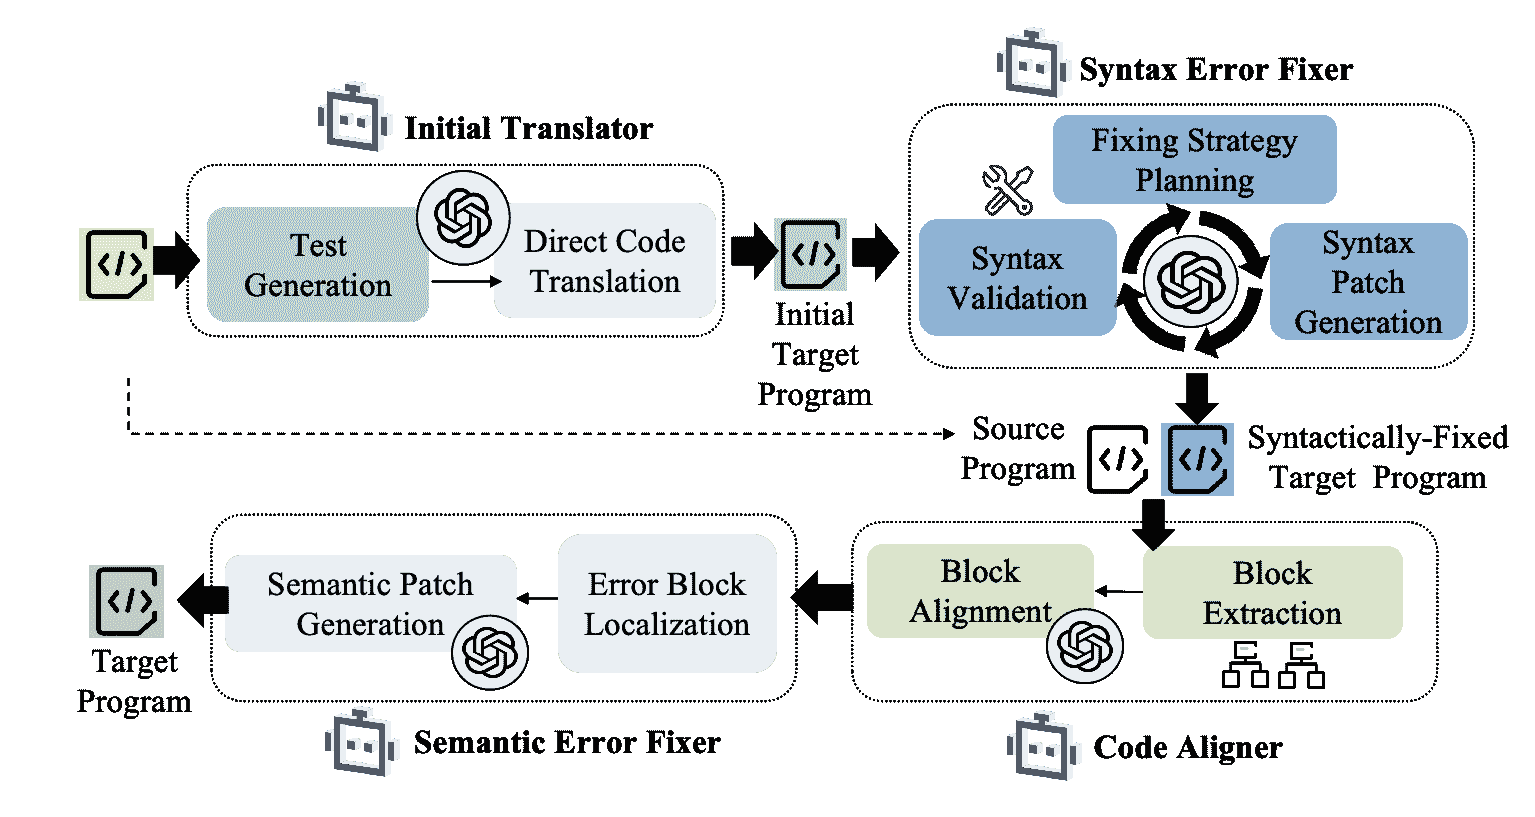 Syntax Error Fixer
Initial Translator
Fixing Strategy
Planning
Test
Generation
Direct Code
Translation
</>
</>
Syntax
Validation
Syntax
Patch
Generation
Initial
Target
Program
Source
Program
</>
</>
Syntactically-Fixed
Target Program
Block
Extraction
Block
Alignment
Error Block
Localization
Semantic Patch
Generation
</>
Target
Program
Semantic Error Fixer
Code Aligner